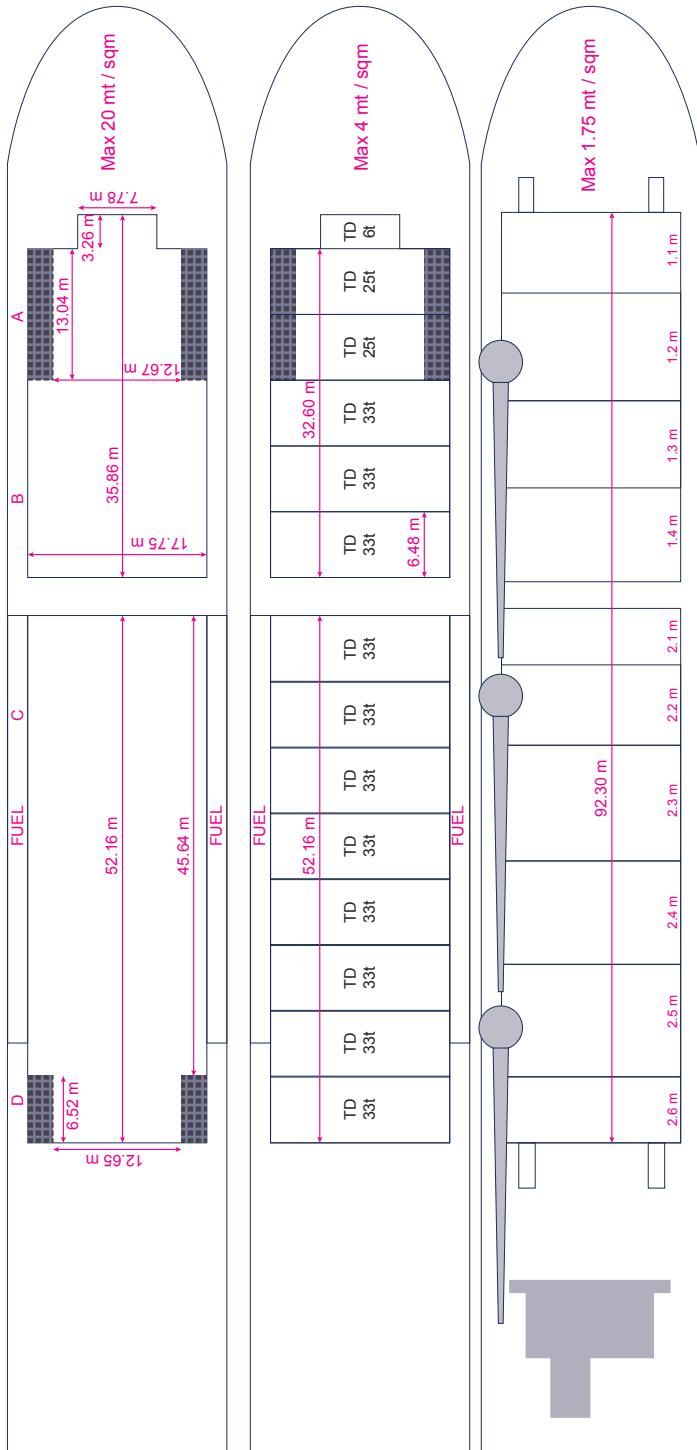 Max 20 mt / sqm
7.78 m
3.26 m
A
13.04 m
12.67 m
35.86 m
B
17.75 m
C
FUEL
FUEL
52.16 m
45.64 m
D
6.52 m
12.65 m
Max 4 mt / sqm
TD
6t
TD
25t
TD
25t
32.60 m
TD
33t
TD
33t
TD
33t
6.48 m
TD
33t
TD
33t
TD
33t
FUEL
52.16 m
TD
33t
FUEL
TD
33t
TD
33t
TD
33t
TD
33t
Max 1.75 mt / sqm
1.1 m
1.2 m
1.3 m
1.4 m
2.1 m
2.2 m
92.30 m
2.3 m
2.4 m
2.5 m
2.6 m